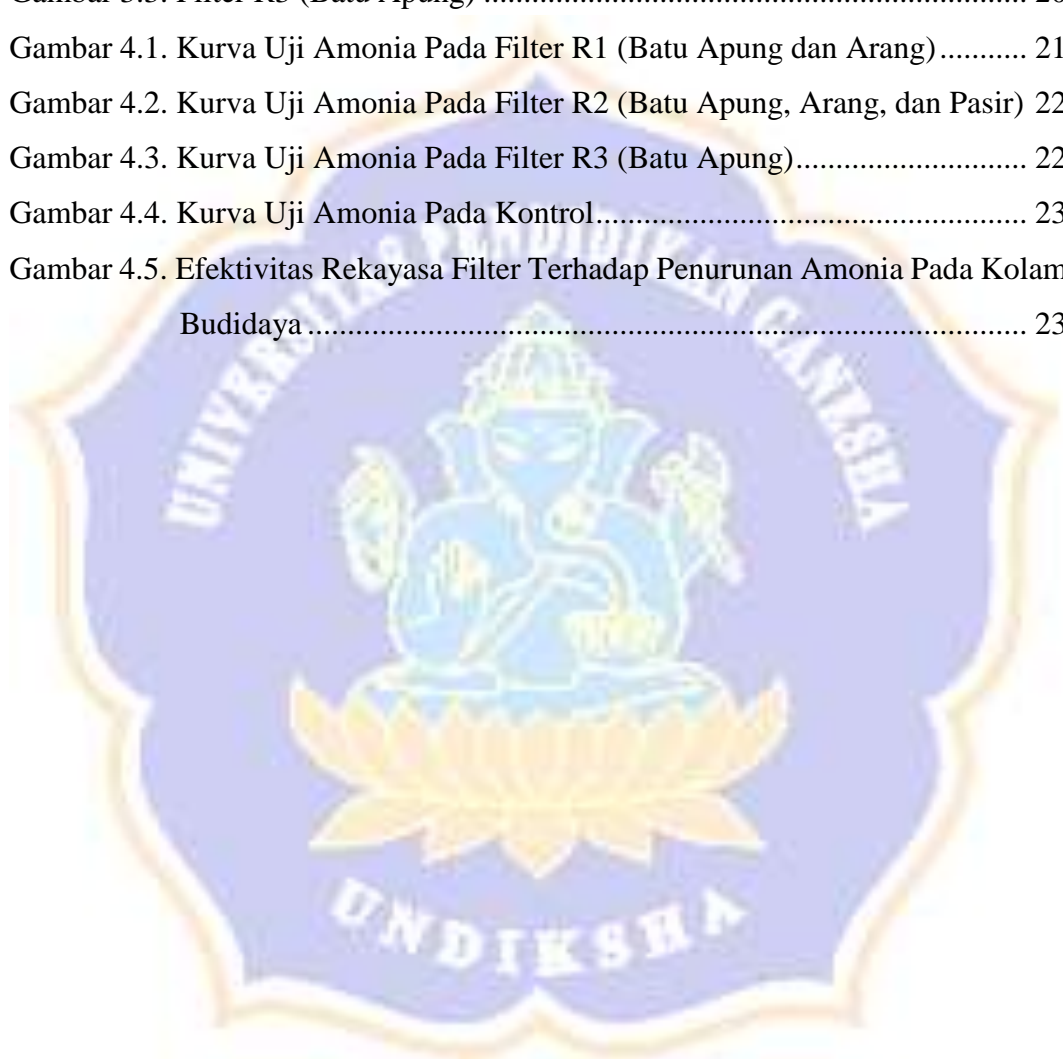 Gambar 4.1. Kurva Uji Amonia Pada Filter R1 (Batu Apung dan Arang)........... 21
Gambar 4.2. Kurva Uji Amonia Pada Filter R2 (Batu Apung, Arang, dan Pasir) 22
Gambar 4.3. Kurva Uji Amonia Pada Filter R3 (Batu Apung)............................ 22
Gambar 4.4. Kurva Uji Amonia Pada Kontrol..................................................... 23
Gambar 4.5. Efektivitas Rekayasa Filter Terhadap Penurunan Amonia Pada Kolam
Budidaya ........................................................................................ 23
UNIVERSITAS PENDIDIKAN GANESHA
UNDIKSHA